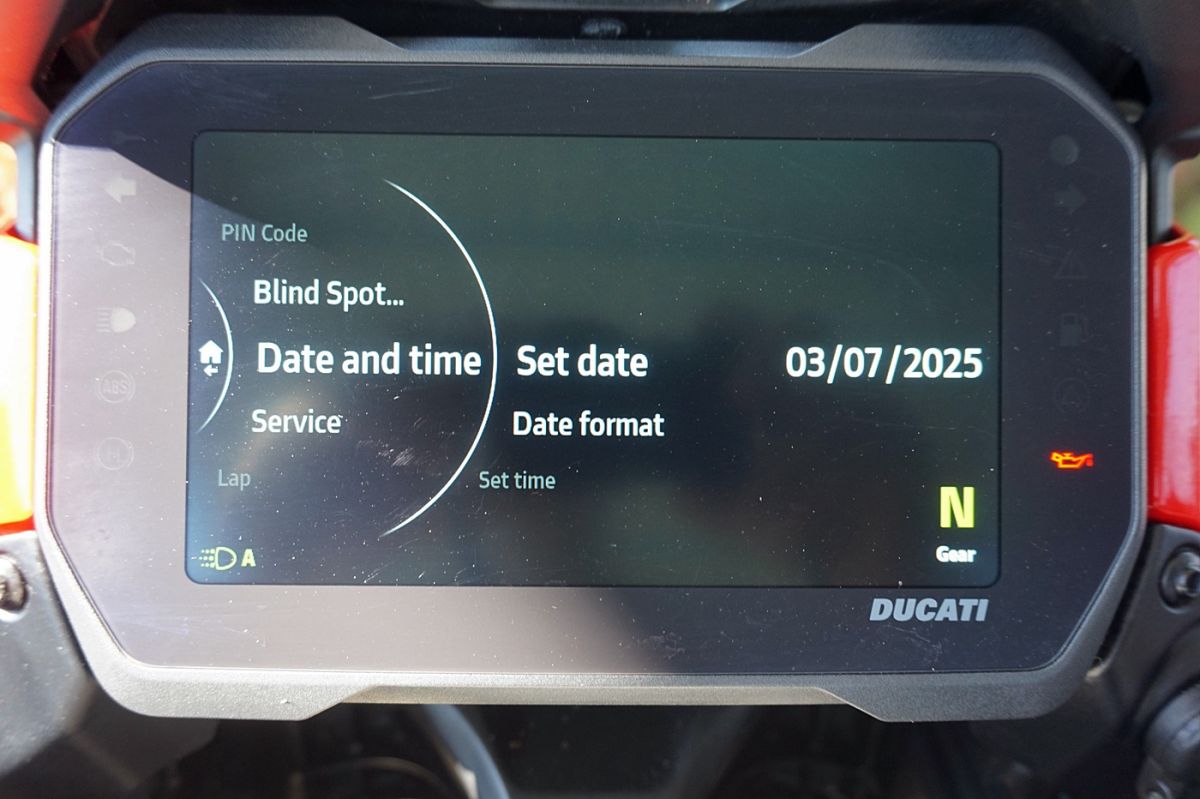 PIN Code
Blind Spot...
Date and time
Set date
03/07/2025
Service
Date format
Lap
Set time
N
Gear
A
DUCATI
ABS